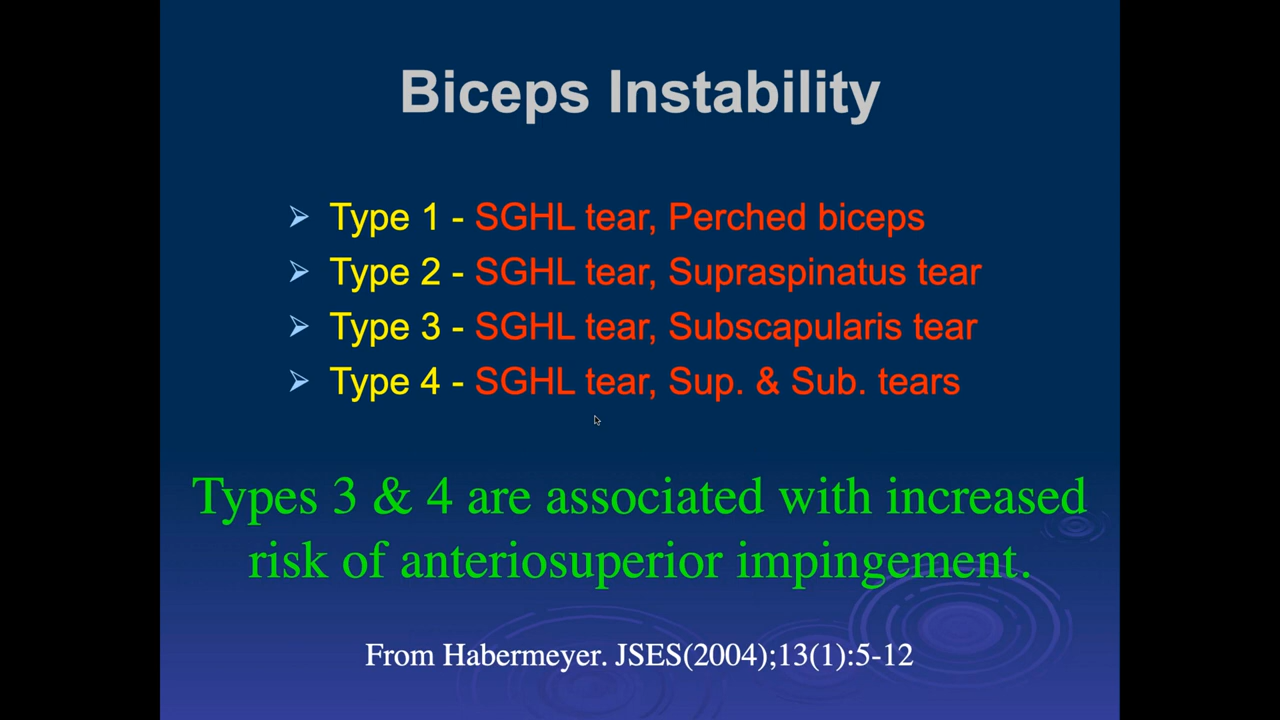 Biceps Instability
➢ Type 1 - SGHL tear, Perched biceps
➢ Type 2 - SGHL tear, Supraspinatus tear
➢ Type 3 - SGHL tear, Subscapularis tear
➢ Type 4 - SGHL tear, Sup. & Sub. tears
Types 3 & 4 are associated with increased
risk of anteriosuperior impingement.
From Habermeyer. JSES(2004);13(1):5-12